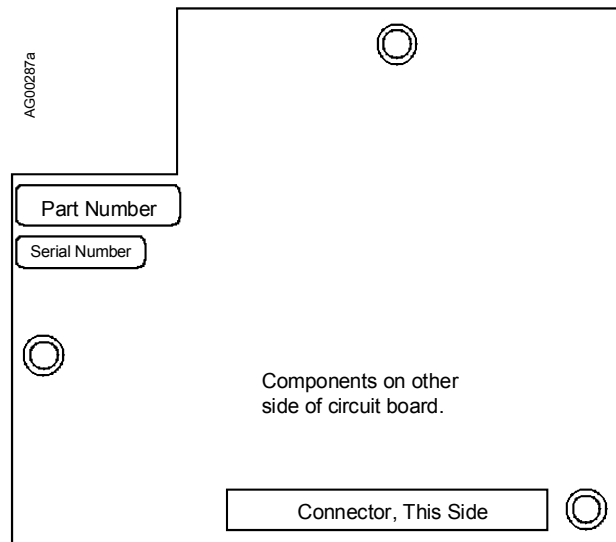 AG00287a
Part Number
Serial Number
Components on other
side of circuit board.
Connector, This Side